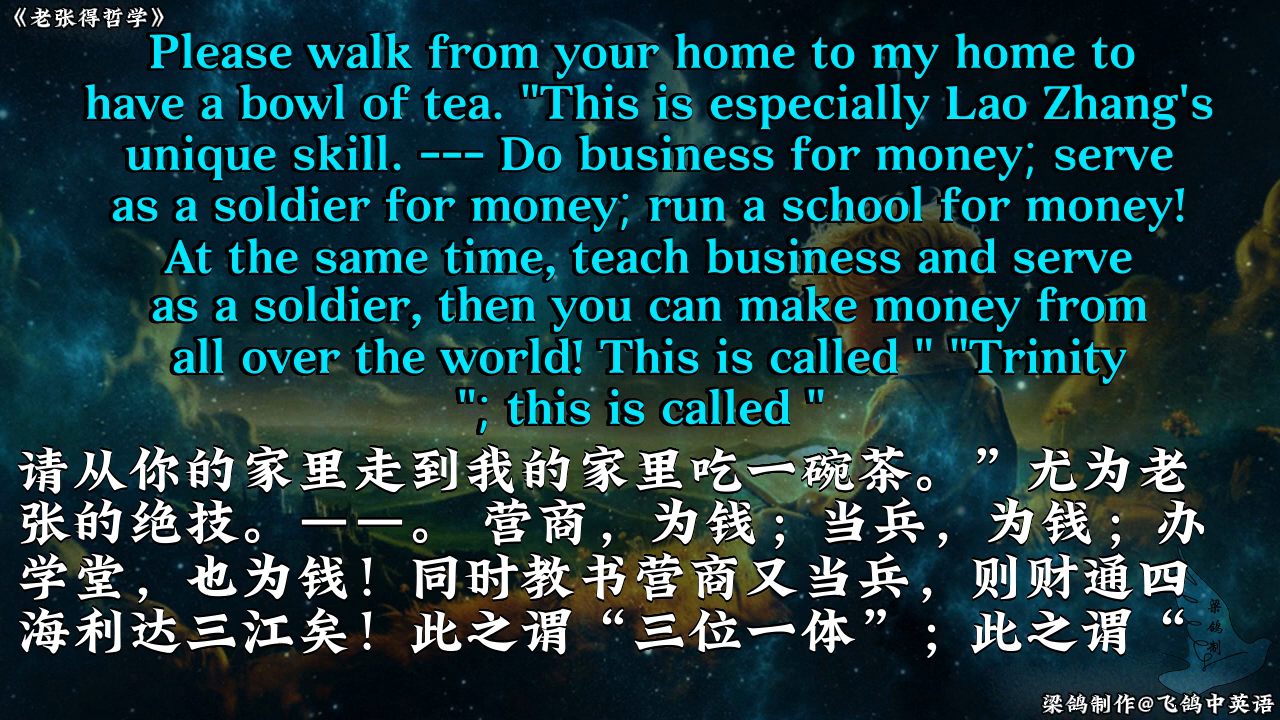 《老张得哲学》
Please walk from your home to my home to
have a bowl of tea. "This is especially Lao Zhang's
unique skill. --- Do business for money; serve
as a soldier for money; run a school for money!
At the same time, teach business and serve
as a soldier, then you can make money from
all over the world! This is called " "Trinity
"; this is called "
请从你的家里走到我的家里吃一碗茶。”尤为老
张的绝技。——。 营商，为钱；当兵，为钱；办
学堂，也为钱！同时教书营商又当兵，则财通四
海利达三江矣！此之谓“三位一体”；此之谓“
梁鸽制
梁鸽制作@飞鸽中英语